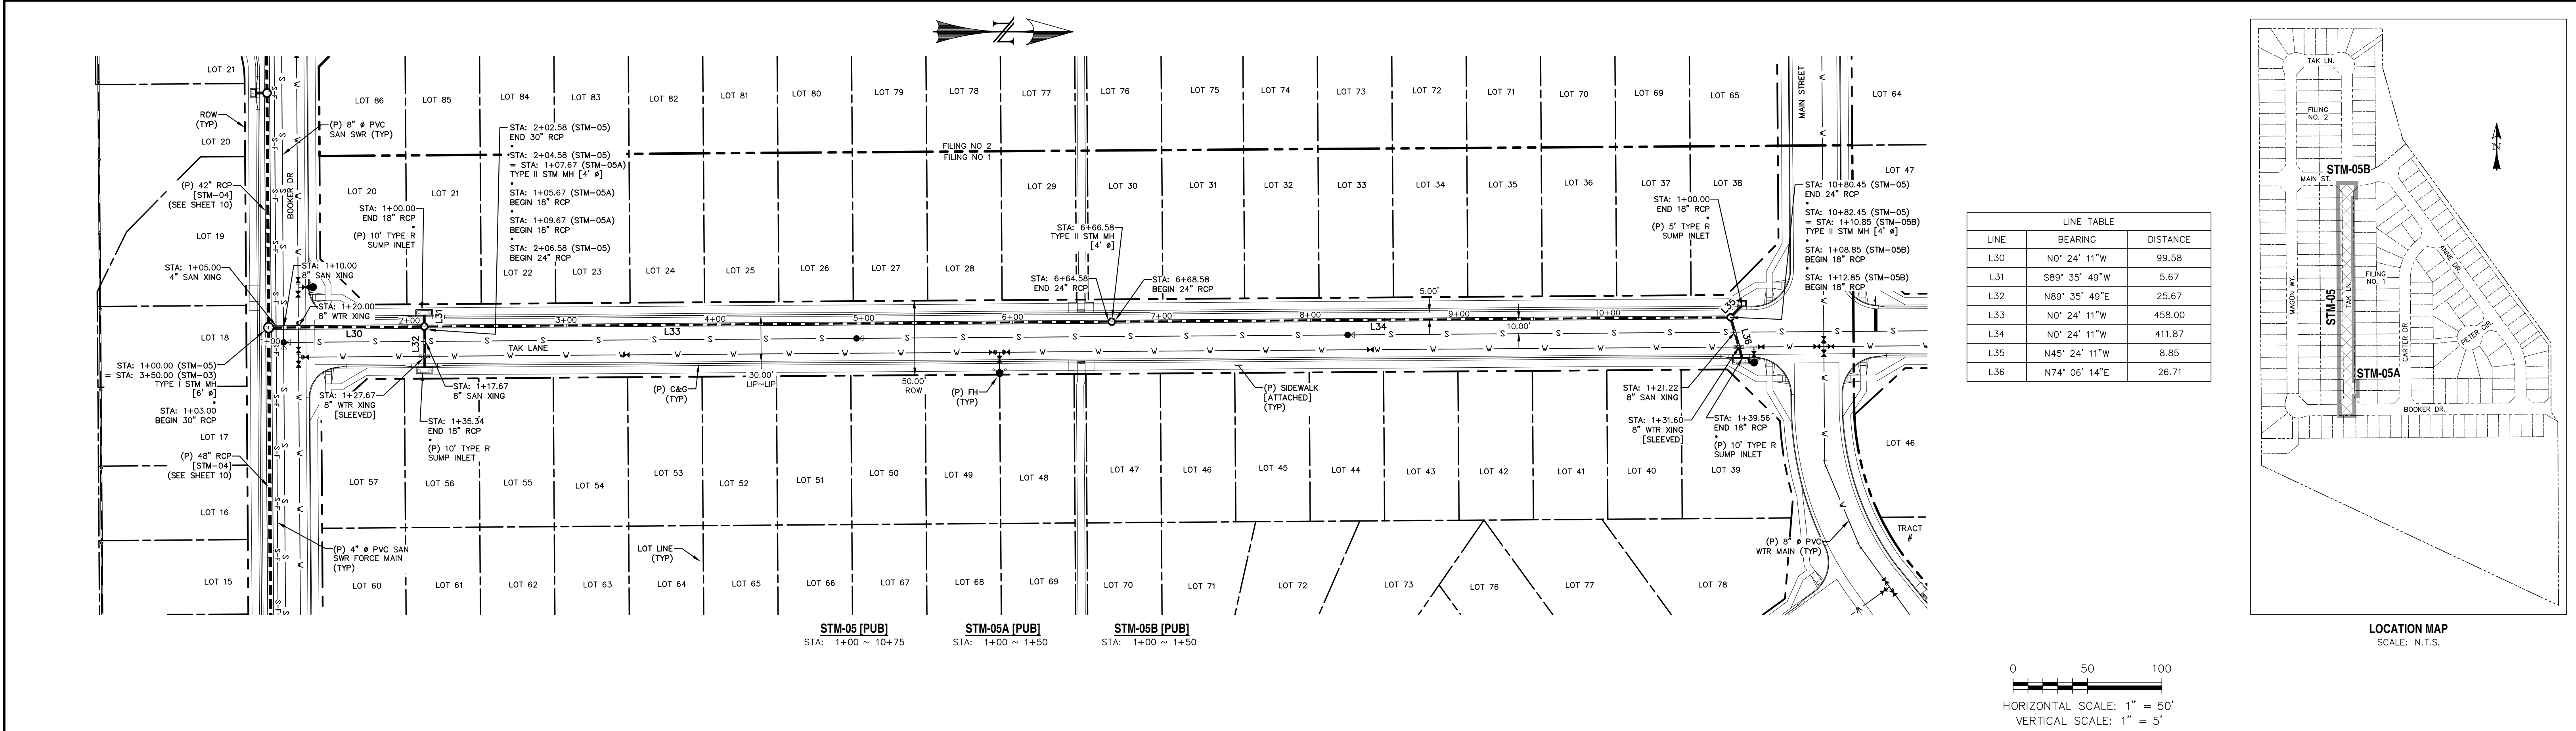 N
LOT 21
LOT 86
LOT 85
LOT 84
LOT 83
LOT 82
LOT 81
LOT 80
LOT 79
LOT 78
LOT 77
LOT 76
LOT 75
LOT 74
LOT 73
LOT 72
LOT 71
LOT 70
LOT 69
LOT 65
MAIN STREET
LOT 64
ROW
(TYP)
LOT 20
(P) 8" ø PVC
SAN SWR (TYP)
BOOKER DR
(P) 42" RCP
[STM-04]
(SEE SHEET 10)
LOT 19
STA: 1+05.00
4" SAN XING
STA: 1+10.00
8" SAN XING
STA: 1+20.00
8" WTR XING
LOT 18
STA: 1+00.00 (STM-05)
= STA: 3+50.00 (STM-03)
TYPE I STM MH
[6' ø]
STA: 1+03.00
BEGIN 30" RCP
LOT 17
(P) 48" RCP
[STM-04]
(SEE SHEET 10)
LOT 16
LOT 15
(P) 4" ø PVC SAN
SWR FORCE MAIN
(TYP)
STA: 2+02.58 (STM-05)
END 30" RCP
STA: 2+04.58 (STM-05)
= STA: 1+07.67 (STM-05A)
TYPE II STM MH [4' ø]
STA: 1+05.67 (STM-05A)
BEGIN 18" RCP
STA: 1+09.67 (STM-05A)
BEGIN 18" RCP
STA: 2+06.58 (STM-05)
BEGIN 24" RCP
FILING NO 2
FILING NO 1
LOT 20
LOT 21
STA: 1+00.00
END 18" RCP
(P) 10' TYPE R
SUMP INLET
LOT 22
LOT 23
LOT 24
LOT 25
LOT 26
LOT 27
LOT 28
LOT 29
LOT 30
LOT 31
LOT 32
LOT 33
LOT 34
LOT 35
LOT 36
LOT 37
LOT 38
LOT 47
STA: 6+66.58
TYPE II STM MH
[4' ø]
STA: 6+64.58
END 24" RCP
STA: 6+68.58
BEGIN 24" RCP
STA: 1+00.00
END 18" RCP
(P) 5' TYPE R
SUMP INLET
STA: 10+80.45 (STM-05)
END 24" RCP
STA: 10+82.45 (STM-05)
= STA: 1+10.85 (STM-05B)
TYPE II STM MH [4' ø]
STA: 1+08.85 (STM-05B)
BEGIN 18" RCP
STA: 1+12.85 (STM-05B)
BEGIN 18" RCP
1+00
L30
2+00
L31
L32
3+00
L33
4+00
5+00
6+00
7+00
8+00
L34
9+00
10+00
L35
L36
5.00'
10.00'
TAK LANE
30.00'
LIP~LIP
50.00'
ROW
(P) C&G
(TYP)
(P) FH
(TYP)
(P) SIDEWALK
[ATTACHED]
(TYP)
STA: 1+17.67
8" SAN XING
STA: 1+27.67
8" WTR XING
[SLEEVED]
STA: 1+35.34
END 18" RCP
(P) 10' TYPE R
SUMP INLET
STA: 1+21.22
8" SAN XING
STA: 1+31.60
8" WTR XING
[SLEEVED]
STA: 1+39.56
END 18" RCP
(P) 10' TYPE R
SUMP INLET
LOT 57
LOT 56
LOT 55
LOT 54
LOT 53
LOT 52
LOT 51
LOT 50
LOT 49
LOT 48
LOT 47
LOT 46
LOT 45
LOT 44
LOT 43
LOT 42
LOT 41
LOT 40
LOT 39
LOT 46
TRACT
#
(P) 8" ø PVC
WTR MAIN (TYP)
LOT LINE
(TYP)
LOT 60
LOT 61
LOT 62
LOT 63
LOT 64
LOT 65
LOT 66
LOT 67
LOT 68
LOT 69
LOT 70
LOT 71
LOT 72
LOT 73
LOT 76
LOT 77
LOT 78
STM-05 [PUB]
STA: 1+00 ~ 10+75
STM-05A [PUB]
STA: 1+00 ~ 1+50
STM-05B [PUB]
STA: 1+00 ~ 1+50
LINE TABLE
LINE BEARING DISTANCE
L30 N0° 24' 11"W 99.58
L31 S89° 35' 49"W 5.67
L32 N89° 35' 49"E 25.67
L33 N0° 24' 11"W 458.00
L34 N0° 24' 11"W 411.87
L35 N45° 24' 11"W 8.85
L36 N74° 06' 14"E 26.71
TAK LN.
FILING
NO. 2
N
STM-05B
MAIN ST.
MAGON WY.
STM-05
TAK LN.
FILING
NO. 1
ANNE DR.
CARTER DR.
PETER CIR.
STM-05A
BOOKER DR.
LOCATION MAP
SCALE: N.T.S.
0 50 100
HORIZONTAL SCALE: 1" = 50'
VERTICAL SCALE: 1" = 5'